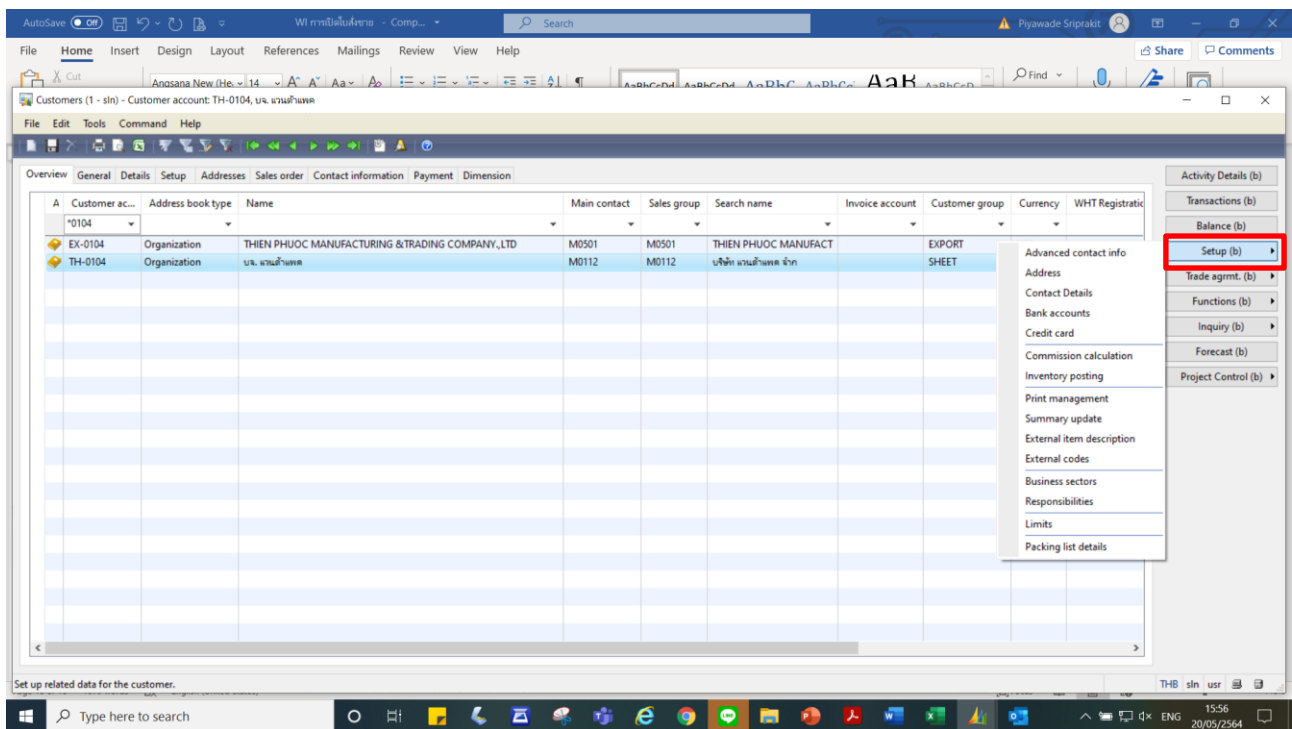 AutoSave Off WI การเปิดใบสั่งขาย - Comp... Search Piyawade Sriprakit
File Home Insert Design Layout References Mailings Review View Help Share Comments
Cut Angsana New (He. 14 A A Aa Find
Customers (1 - sln) - Customer account: TH-0104, บจ. แวนด้าแพค
File Edit Tools Command Help
Overview General Details Setup Addresses Sales order Contact information Payment Dimension
A Customer ac... Address book type Name Main contact Sales group Search name Invoice account Customer group Currency WHT Registratic
*0104
EX-0104 Organization THIEN PHUOC MANUFACTURING &TRADING COMPANY.,LTD M0501 M0501 THIEN PHUOC MANUFACT EXPORT
TH-0104 Organization บจ. แวนด้าแพค M0112 M0112 บริษัท แวนด้าแพค จำก SHEET
Activity Details (b)
Transactions (b)
Balance (b)
Setup (b)
Trade agrmt. (b)
Functions (b)
Inquiry (b)
Forecast (b)
Project Control (b)
Advanced contact info
Address
Contact Details
Bank accounts
Credit card
Commission calculation
Inventory posting
Print management
Summary update
External item description
External codes
Business sectors
Responsibilities
Limits
Packing list details
Set up related data for the customer. THB sln usr
Type here to search ENG 15:56
20/05/2564